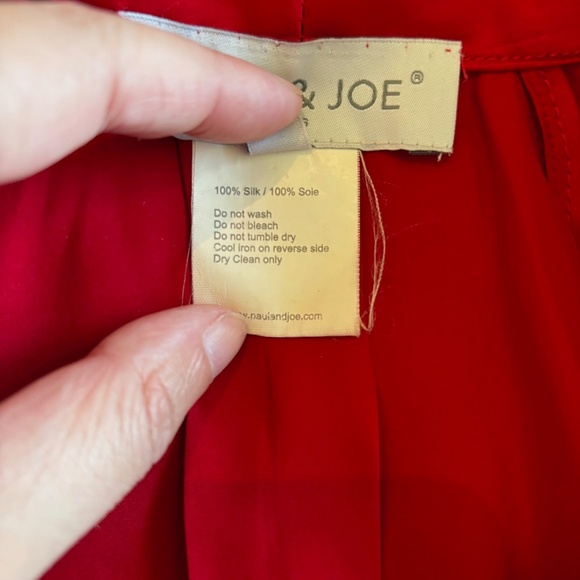 & JOE®
100% Silk / 100% Soie
Do not wash
Do not bleach
Do not tumble dry
Cool iron on reverse side
Dry Clean only
w.paulandjoe.com